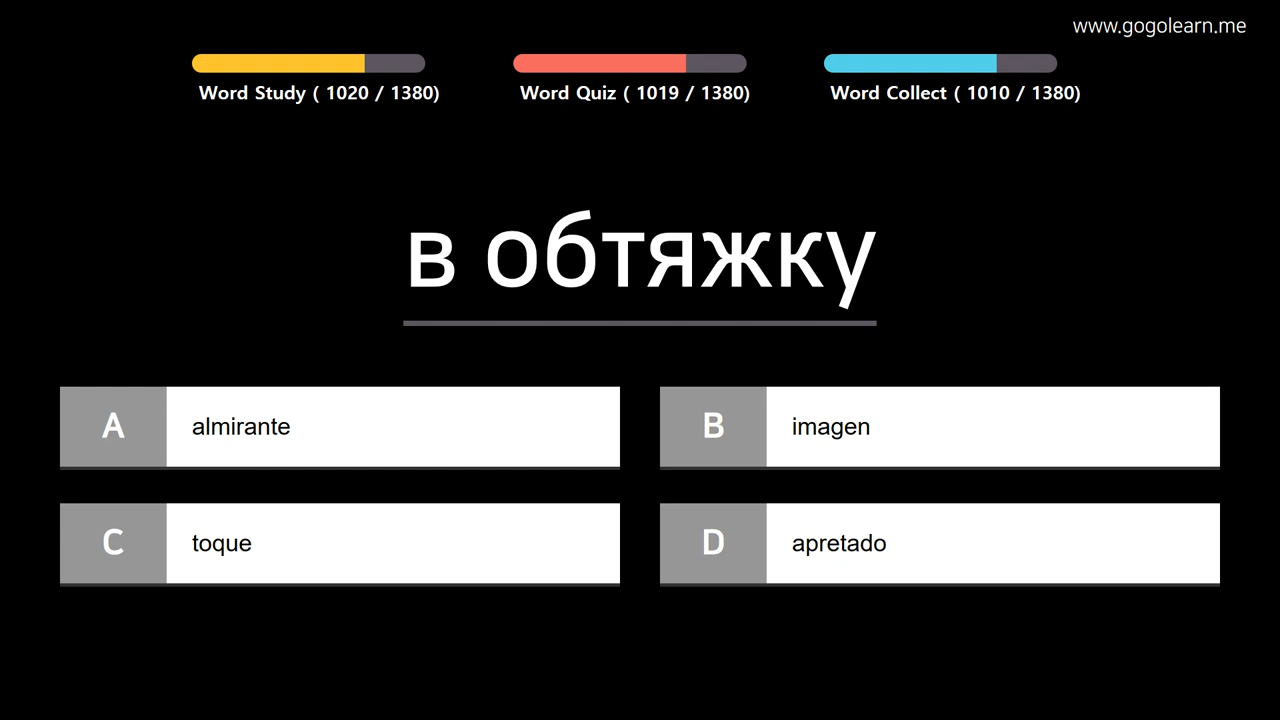 www.gogolearn.me
Word Study ( 1020 / 1380)
Word Quiz ( 1019 / 1380)
Word Collect ( 1010 / 1380)
в обтяжку
A almirante
B imagen
C toque
D apretado